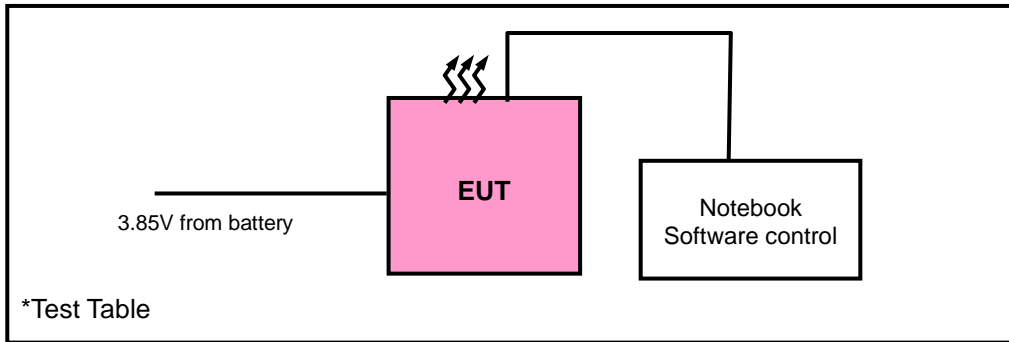 EUT
3.85V from battery
Notebook
Software control
*Test Table